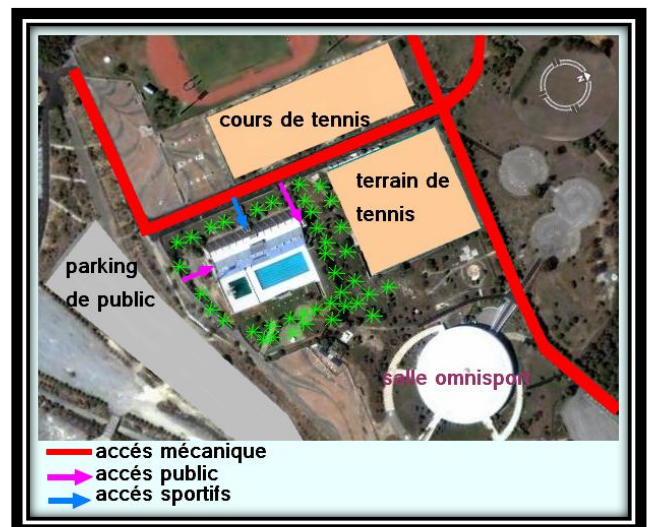 cours de tennis
terrain de
tennis
parking
de public
salle omnisport
accés mécanique
accés public
accés sportifs